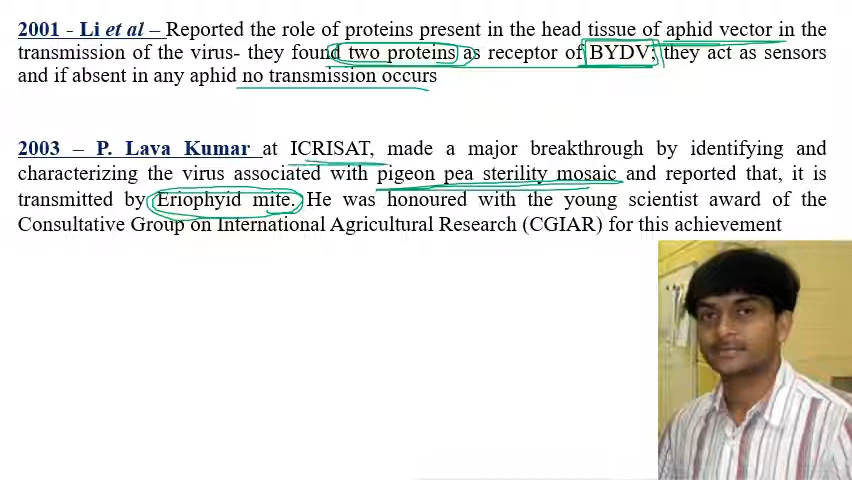 2001 - Li et al – Reported the role of proteins present in the head tissue of aphid vector in the
transmission of the virus- they found two proteins as receptor of BYDV; they act as sensors
and if absent in any aphid no transmission occurs
2003 – P. Lava Kumar at ICRISAT, made a major breakthrough by identifying and
characterizing the virus associated with pigeon pea sterility mosaic and reported that, it is
transmitted by Eriophyid mite. He was honoured with the young scientist award of the
Consultative Group on International Agricultural Research (CGIAR) for this achievement